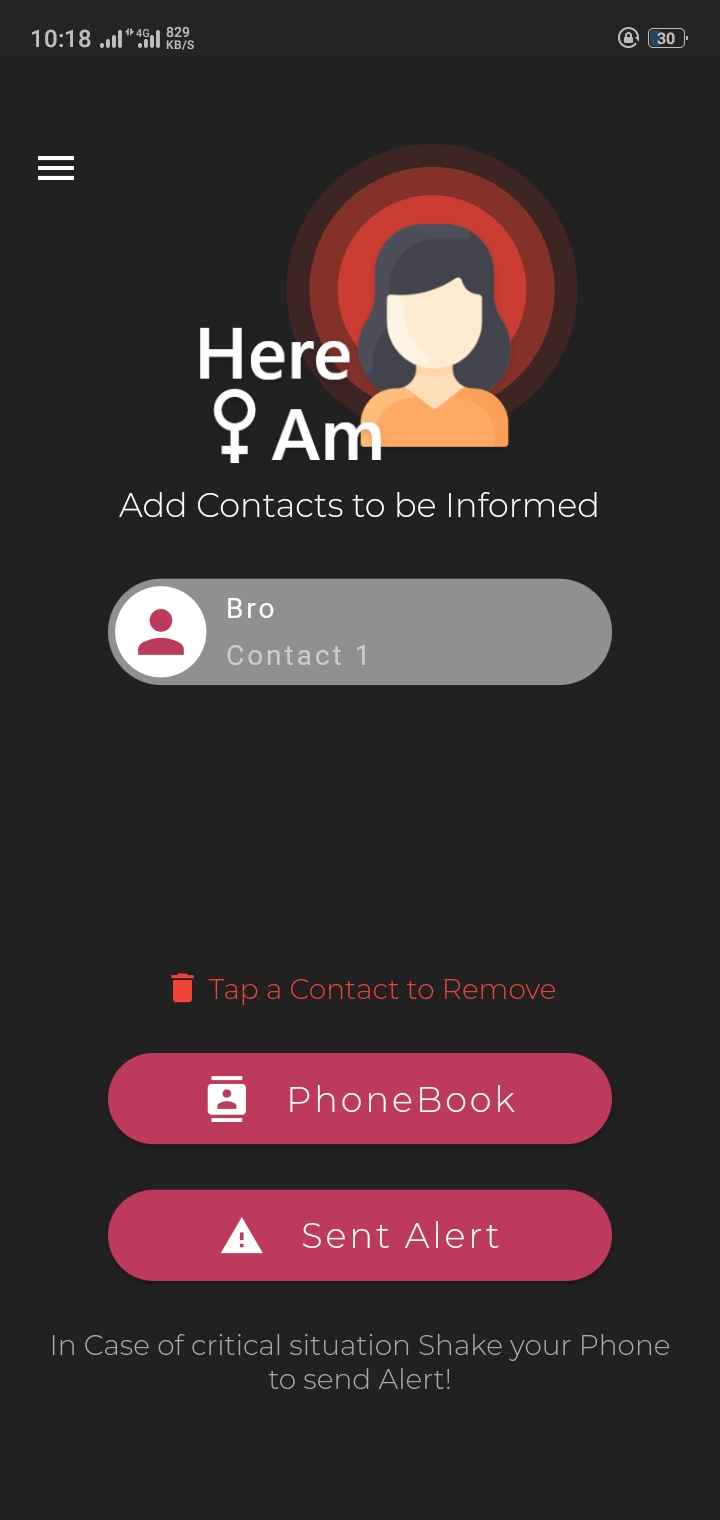 10:18 4G 829 KB/S 30
Here
Am
Add Contacts to be Informed
Bro
Contact 1
Tap a Contact to Remove
PhoneBook
Sent Alert
In Case of critical situation Shake your Phone
to send Alert!